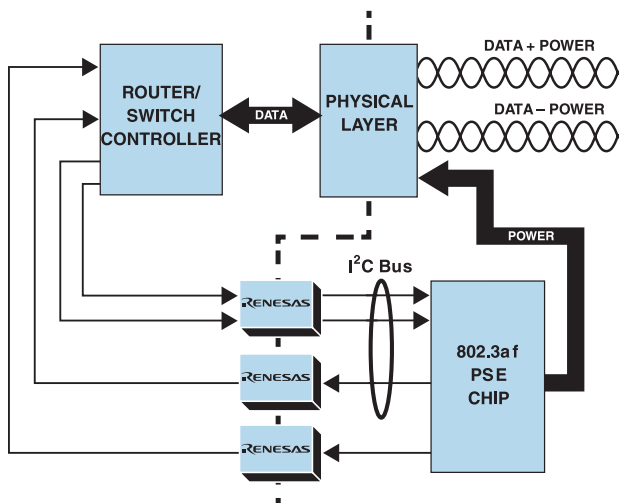 ROUTER/
SWITCH
CONTROLLER
DATA
PHYSICAL
LAYER
DATA + POWER
DATA – POWER
POWER
I²C Bus
RENESAS
RENESAS
RENESAS
802.3af
PSE
CHIP